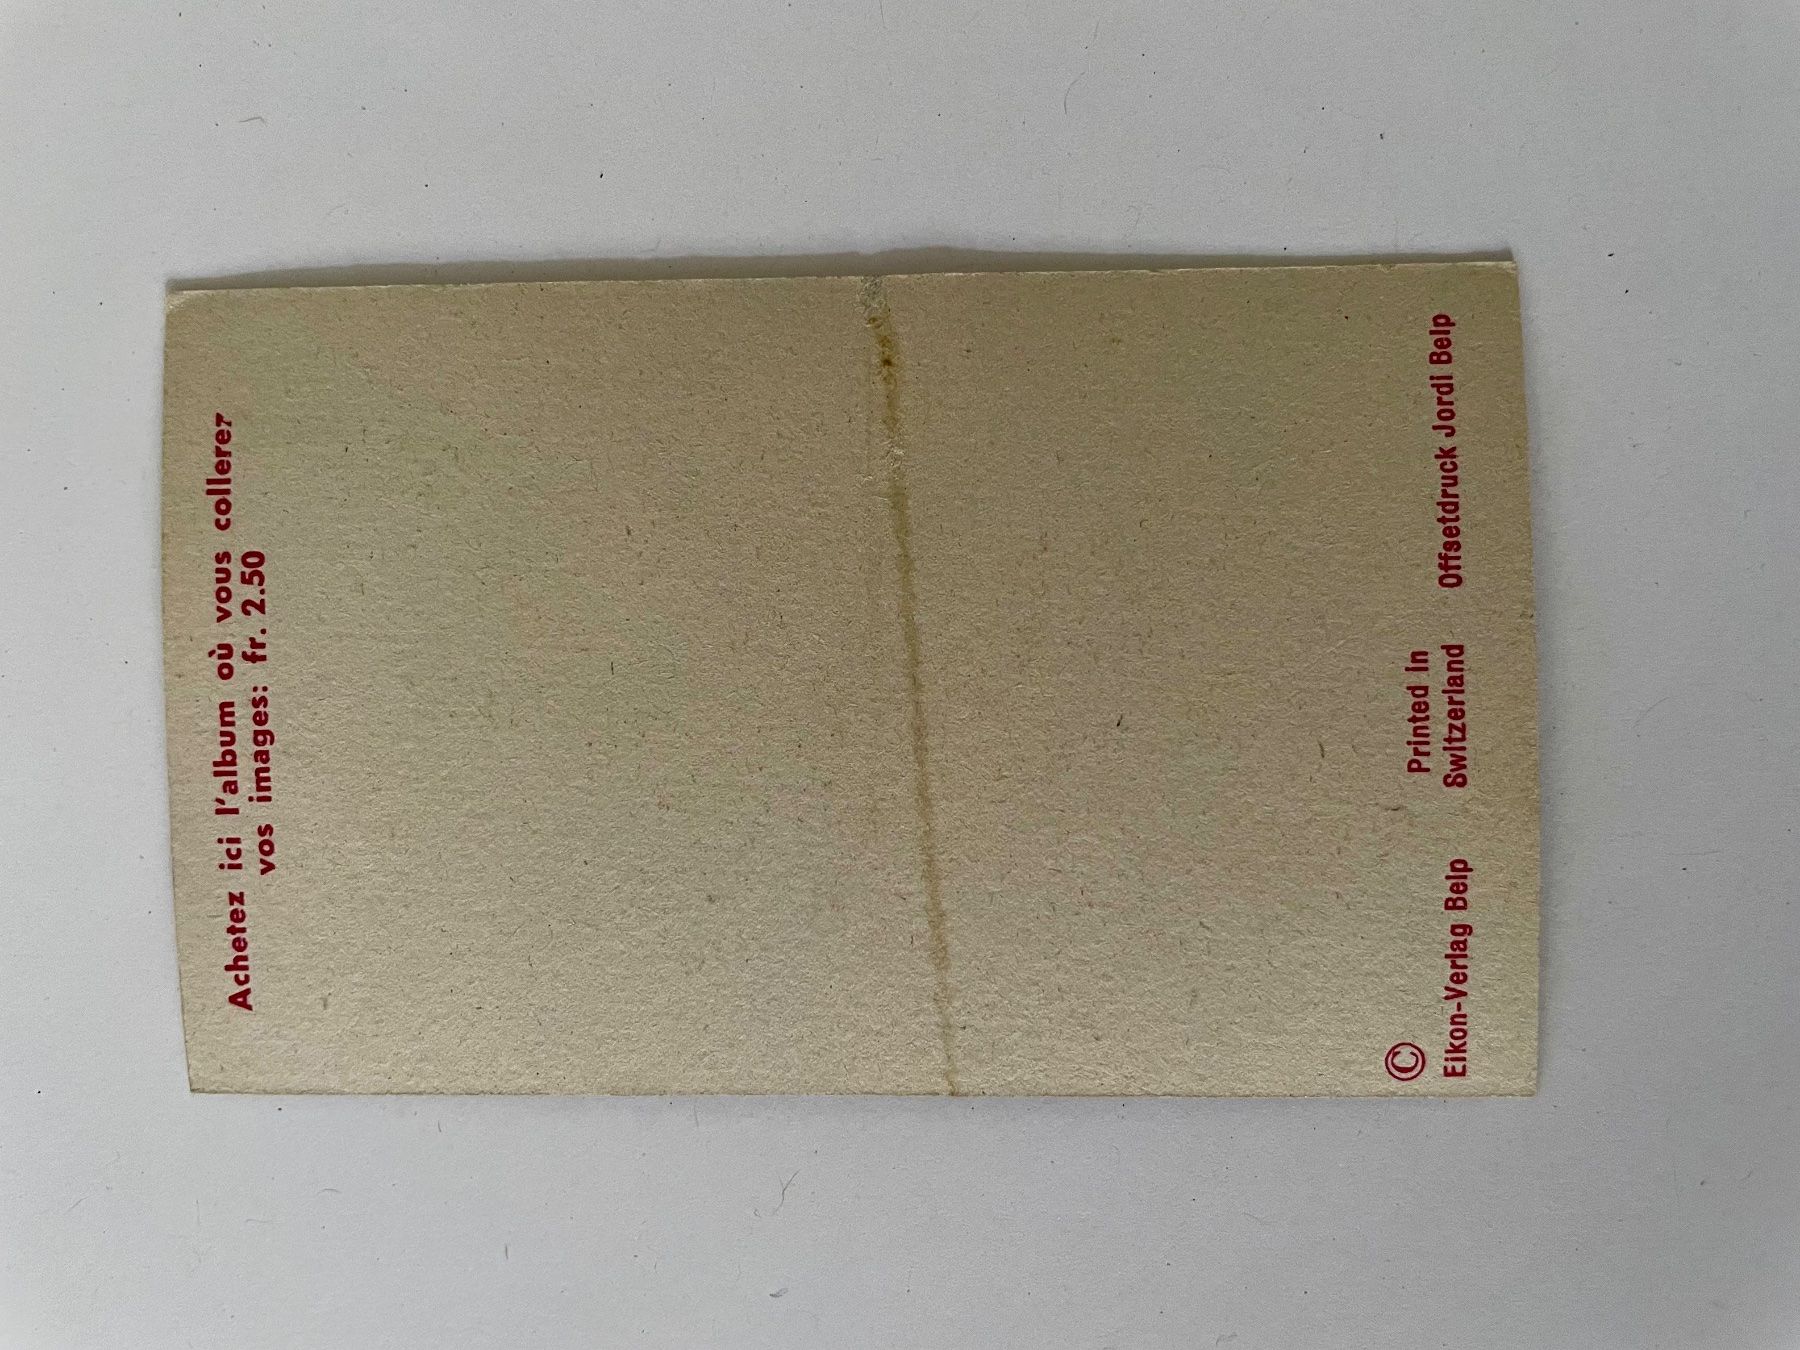 Achetez ici l'album où vous collerez
vos images: fr. 2.50
©
Eikon-Verlag Belp
Printed in
Switzerland
Offsetdruck Jordi Belp